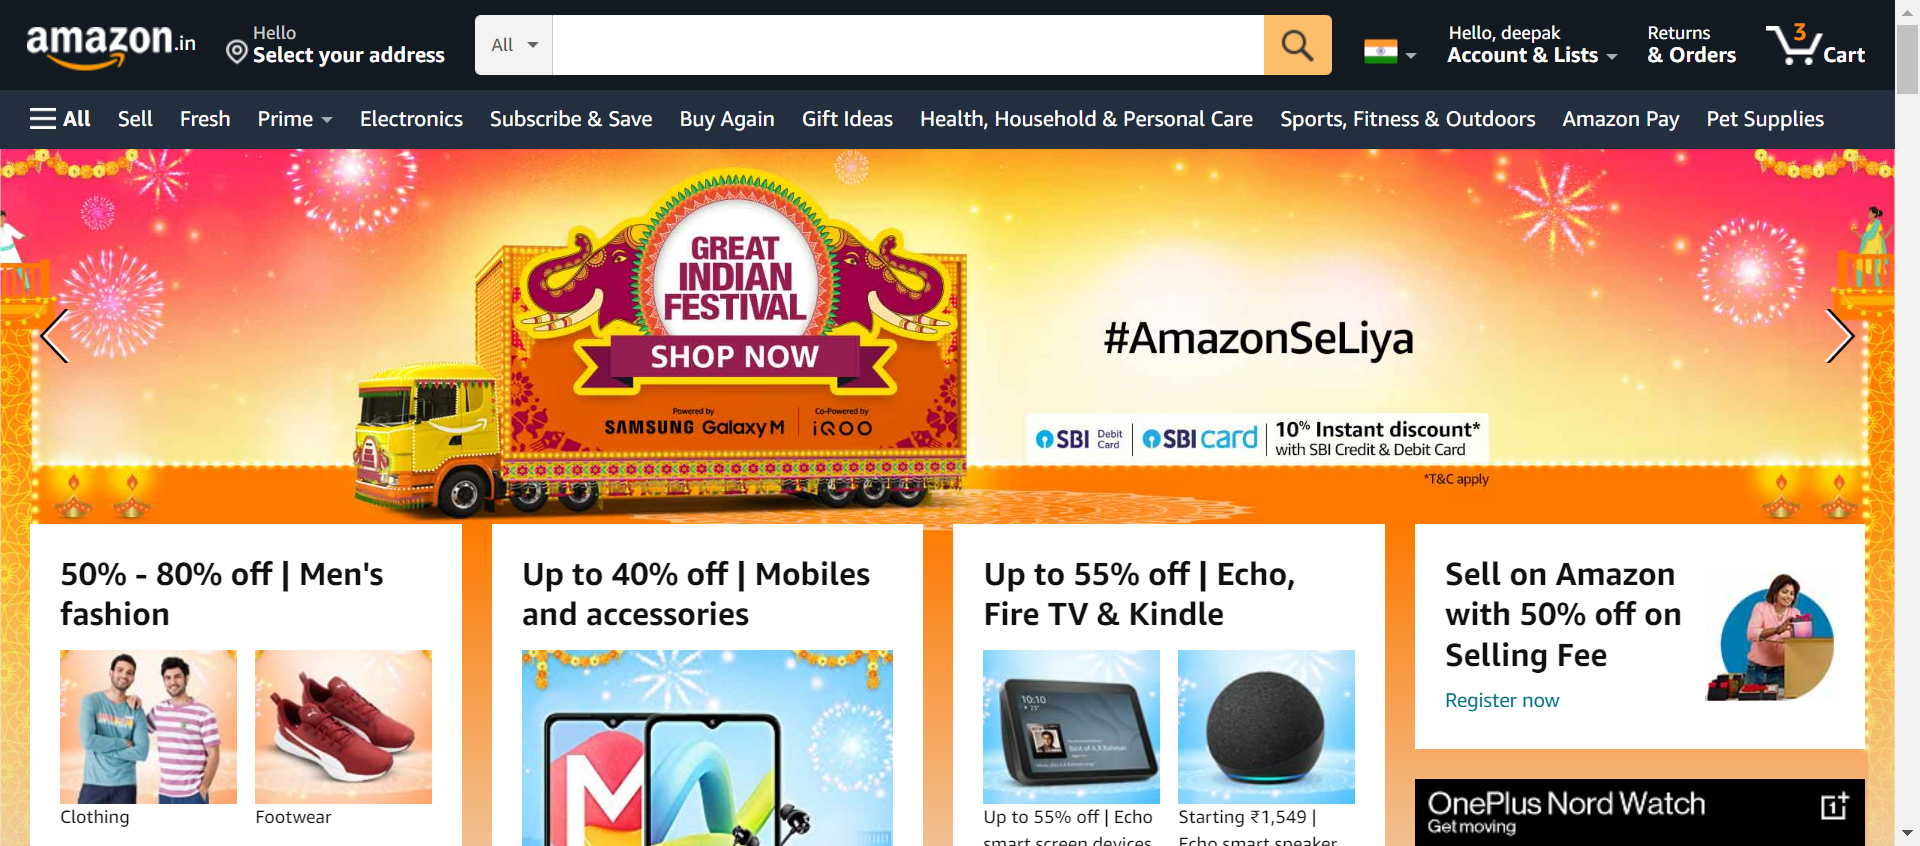 amazon.in
Hello
Select your address
All
Hello, deepak
Account & Lists
Returns
& Orders
3
Cart
All
Sell
Fresh
Prime
Electronics
Subscribe & Save
Buy Again
Gift Ideas
Health, Household & Personal Care
Sports, Fitness & Outdoors
Amazon Pay
Pet Supplies
GREAT
INDIAN
FESTIVAL
SHOP NOW
Powered by
SAMSUNG Galaxy M
Co-Powered by
iQOO
#AmazonSeLiya
SBI Debit
Card
SBI card
10% Instant discount*
with SBI Credit & Debit Card
*T&C apply
50% - 80% off | Men's
fashion
Clothing
Footwear
Up to 40% off | Mobiles
and accessories
Up to 55% off | Echo,
Fire TV & Kindle
10:10
Best of A.R.Rahman
Up to 55% off | Echo
smart screen devices
Starting ₹1,549 |
Echo smart speaker
Sell on Amazon
with 50% off on
Selling Fee
Register now
OnePlus Nord Watch
Get moving